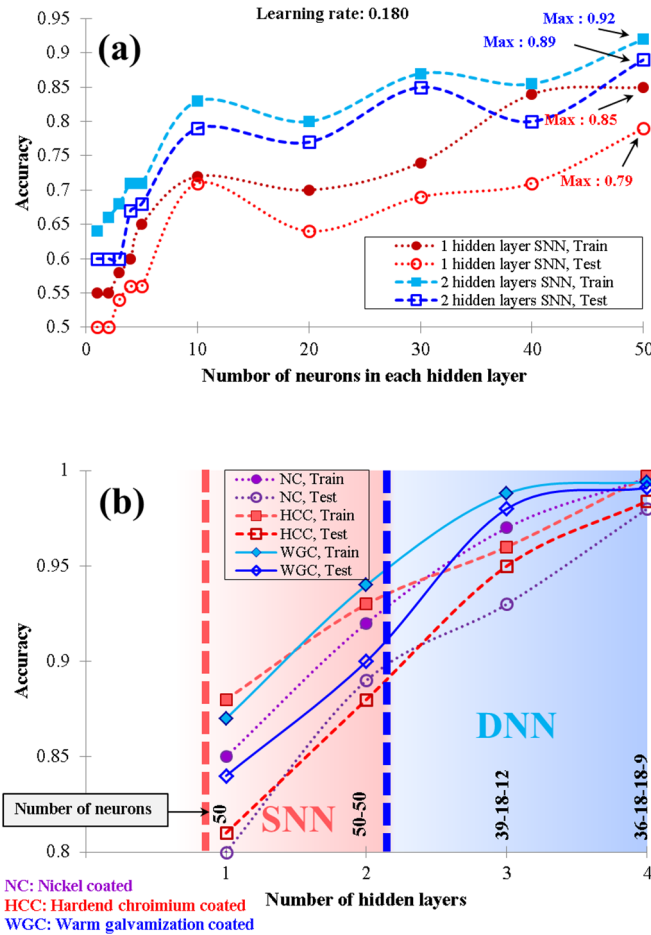 Learning rate: 0.180
(a)
Max : 0.92
Max : 0.89
Max : 0.85
Max : 0.79
Accuracy
0.95
0.9
0.85
0.8
0.75
0.7
0.65
0.6
0.55
0.5
1 hidden layer SNN, Train
1 hidden layer SNN, Test
2 hidden layers SNN, Train
2 hidden layers SNN, Test
0 10 20 30 40 50
Numbor of neurons in each hidden layer
(b)
Accuracy
1
0.95
0.9
0.85
0.8
NC, Train
NC, Test
HCC, Train
HCC, Test
WGC, Train
WGC, Test
SNN
DNN
Number of neurons
50
50-50
39-18-12
36-18-18-9
1 2 3 4
Number of hidden layers
NC: Nickel coated
HCC: Hardend chroimium coated
WGC: Warm galvamization coated